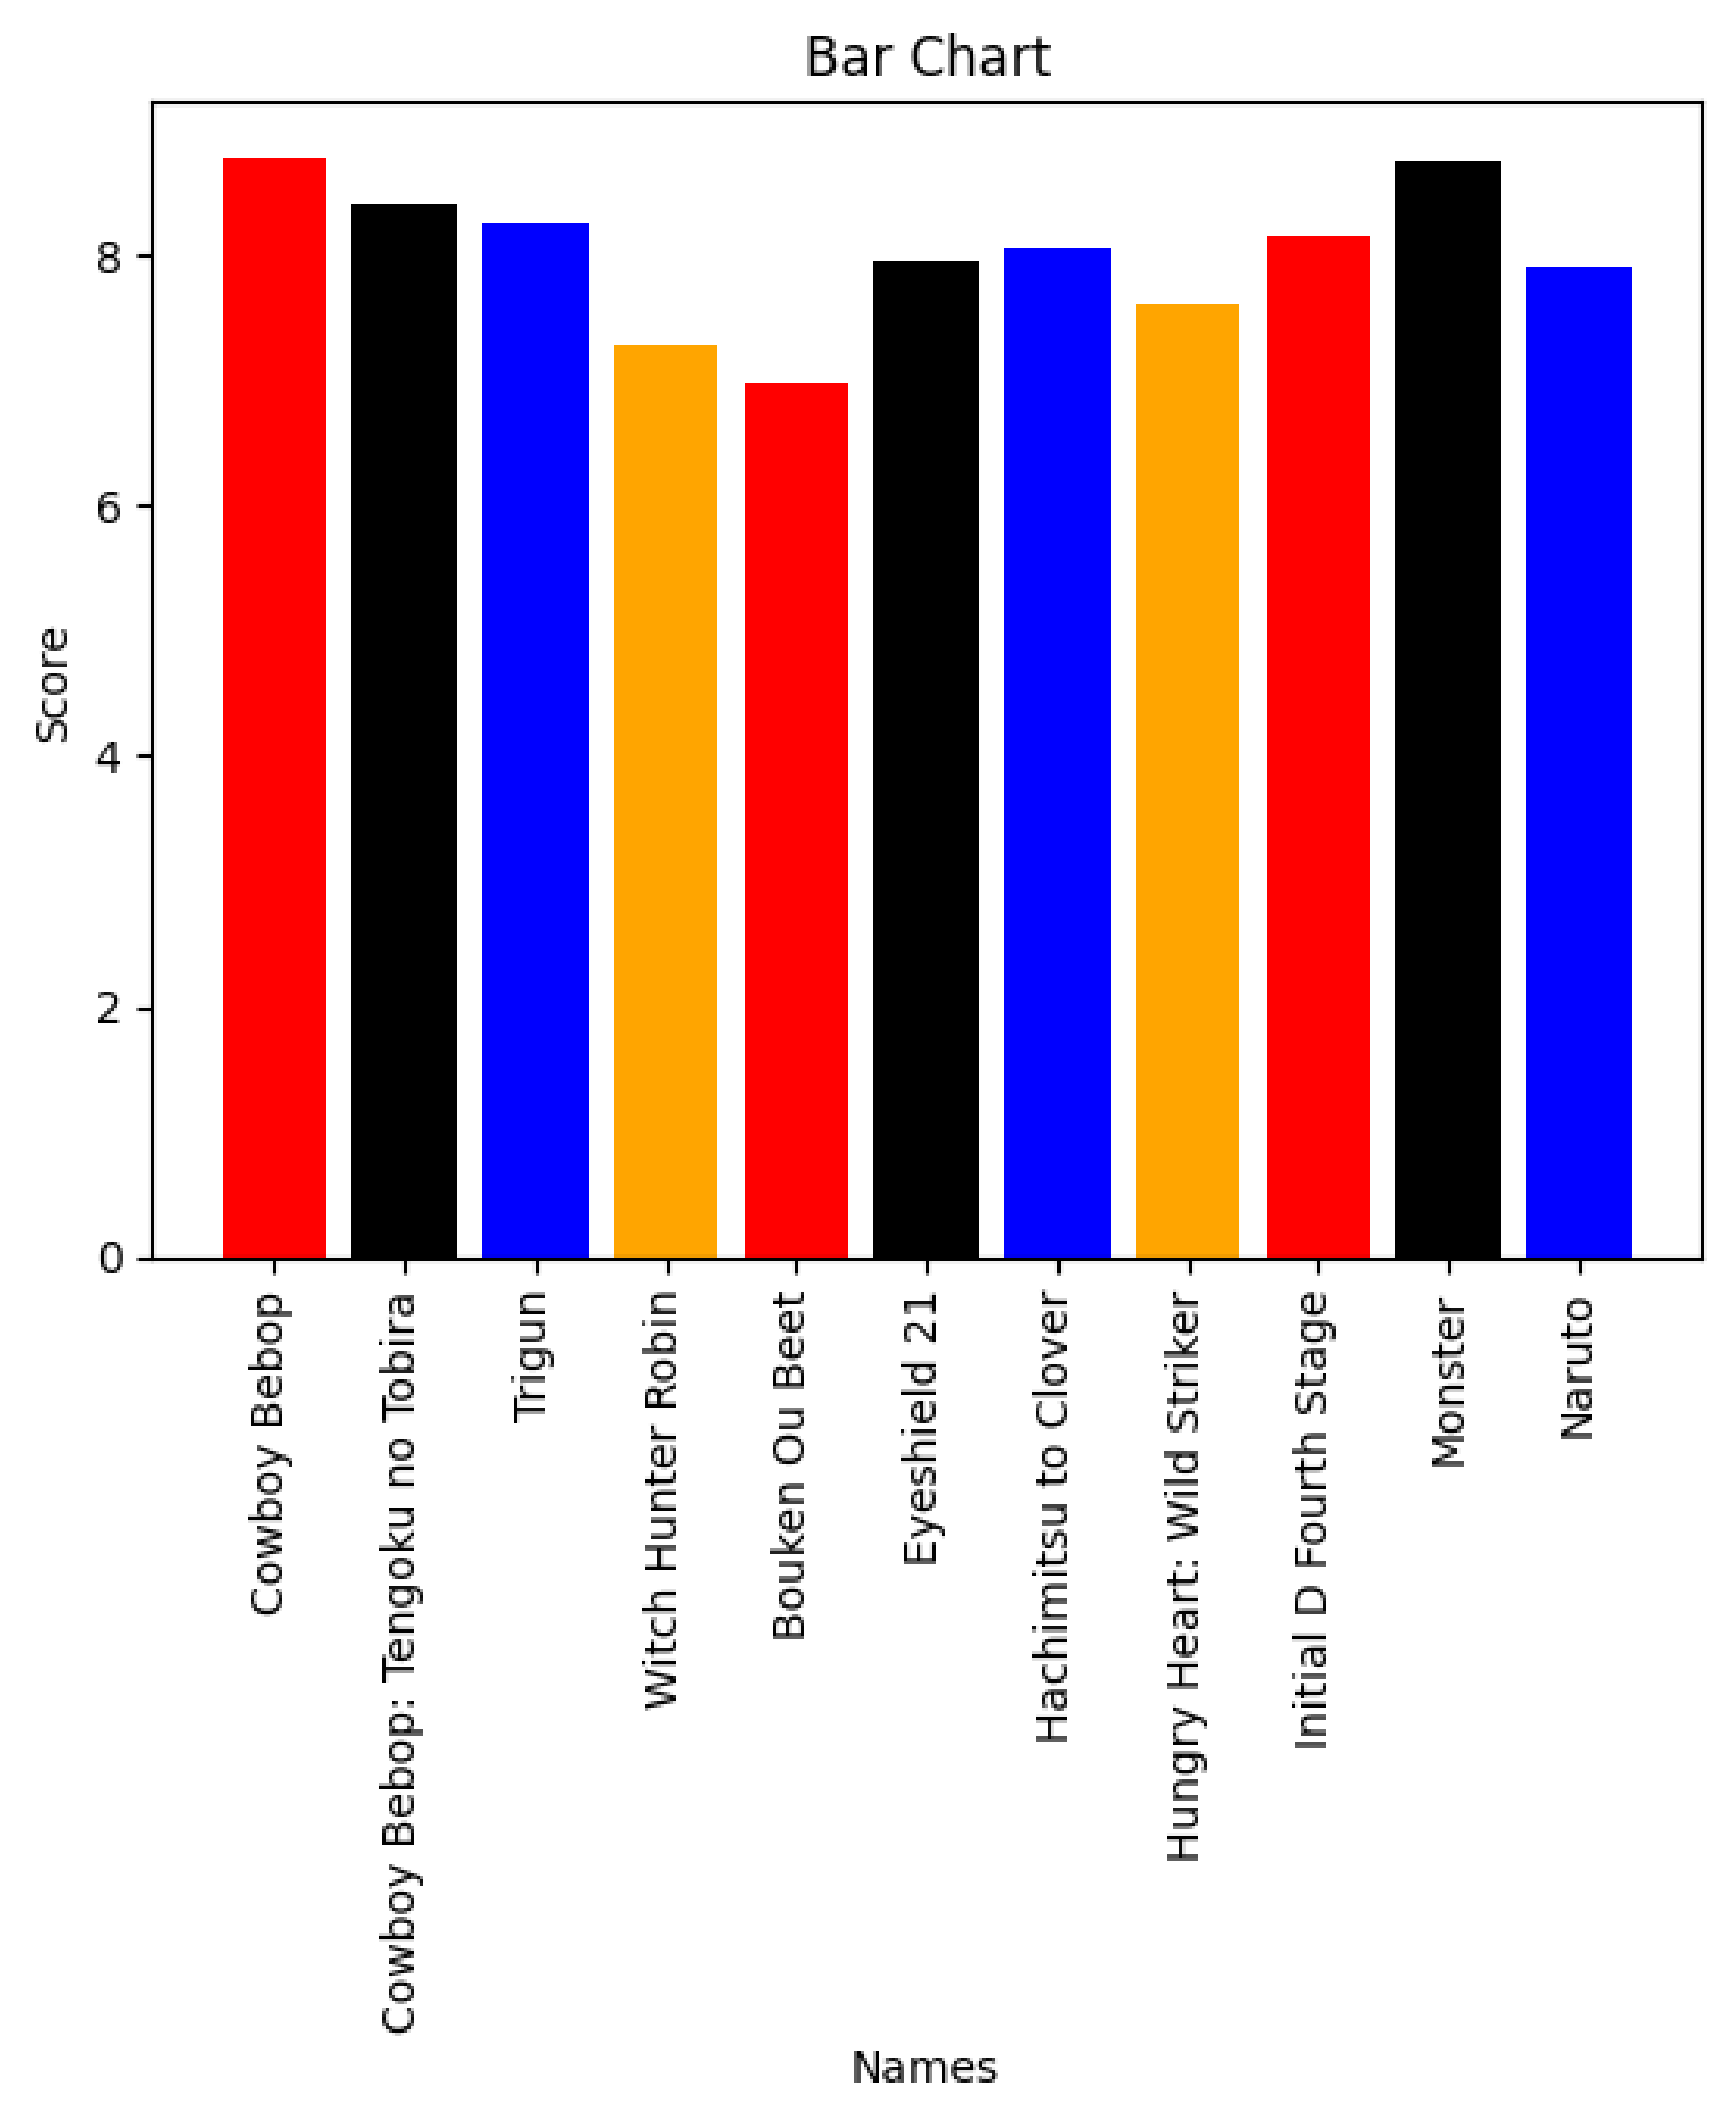 Bar Chart
Score
8
6
4
2
0
Cowboy Bebop
Cowboy Bebop: Tengoku no Tobira
Trigun
Witch Hunter Robin
Bouken Ou Beet
Eyeshield 21
Hachimitsu to Clover
Hungry Heart: Wild Striker
Initial D Fourth Stage
Monster
Naruto
Names